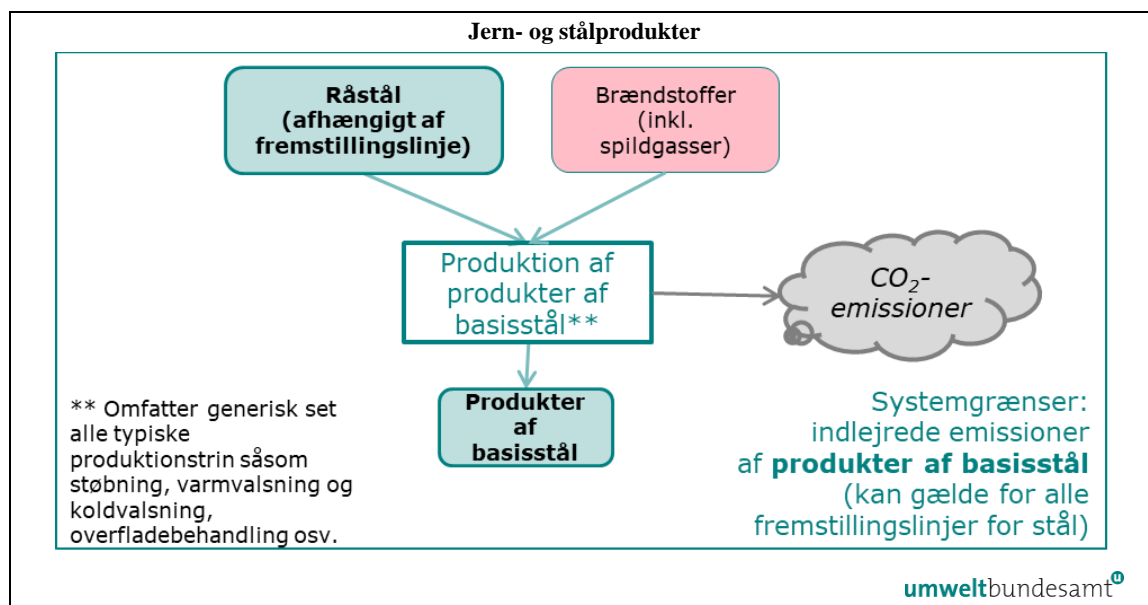 Jern- og stålprodukter
Råstål
(afhængigt af
fremstillingslinje)
Brændstoffer
(inkl.
spildgasser)
Produktion af
produkter af
basisstål**
CO₂-
emissioner
Produkter
af
basisstål
** Omfatter generisk set
alle typiske
produktionstrin såsom
støbning, varmvalsning og
koldvalsning,
overfladebehandling osv.
Systemgrænser:
indlejrede emissioner
af produkter af basisstål
(kan gælde for alle
fremstillingslinjer for stål)
umweltbundesamt ᵘ